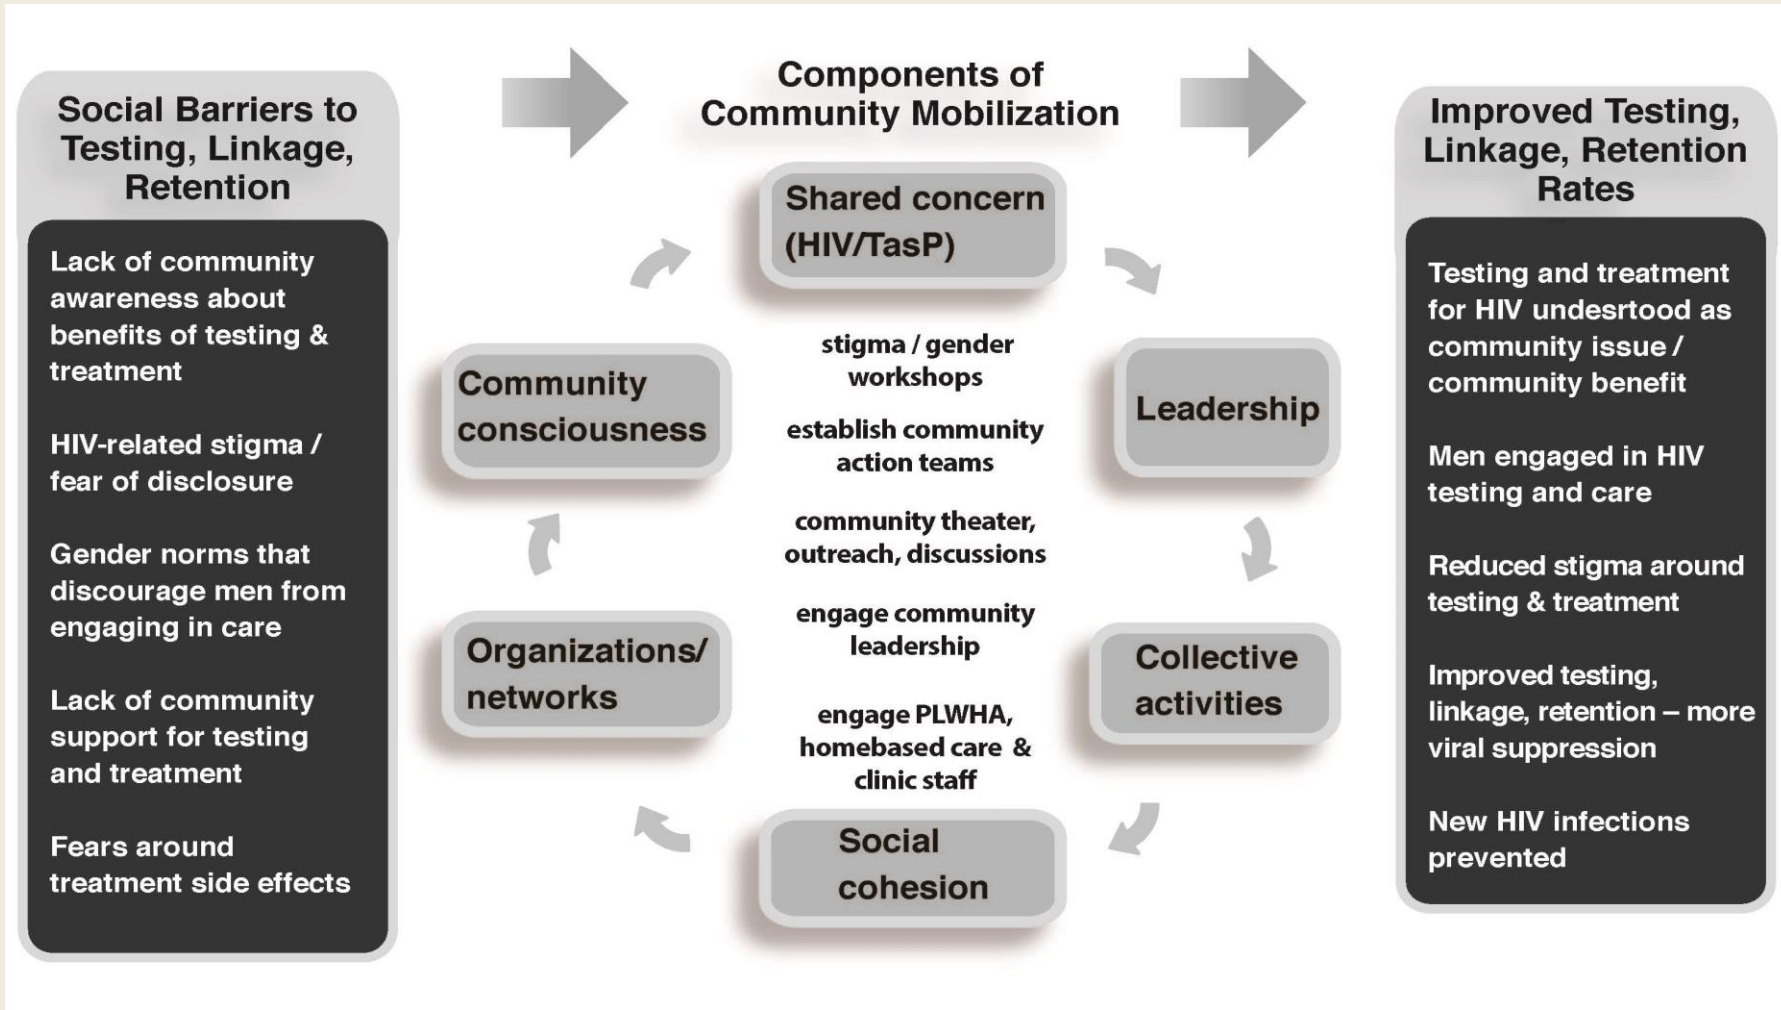 Social Barriers to
Testing, Linkage,
Retention
Lack of community
awareness about
benefits of testing &
treatment
HIV-related stigma /
fear of disclosure
Gender norms that
discourage men from
engaging in care
Lack of community
support for testing
and treatment
Fears around
treatment side effects
Components of
Community Mobilization
Shared concern
(HIV/TasP)
Leadership
Collective
activities
Social
cohesion
Organizations/
networks
Community
consciousness
stigma / gender
workshops
establish community
action teams
community theater,
outreach, discussions
engage community
leadership
engage PLWHA,
homebased care &
clinic staff
Improved Testing,
Linkage, Retention
Rates
Testing and treatment
for HIV undesrtood as
community issue /
community benefit
Men engaged in HIV
testing and care
Reduced stigma around
testing & treatment
Improved testing,
linkage, retention – more
viral suppression
New HIV infections
prevented